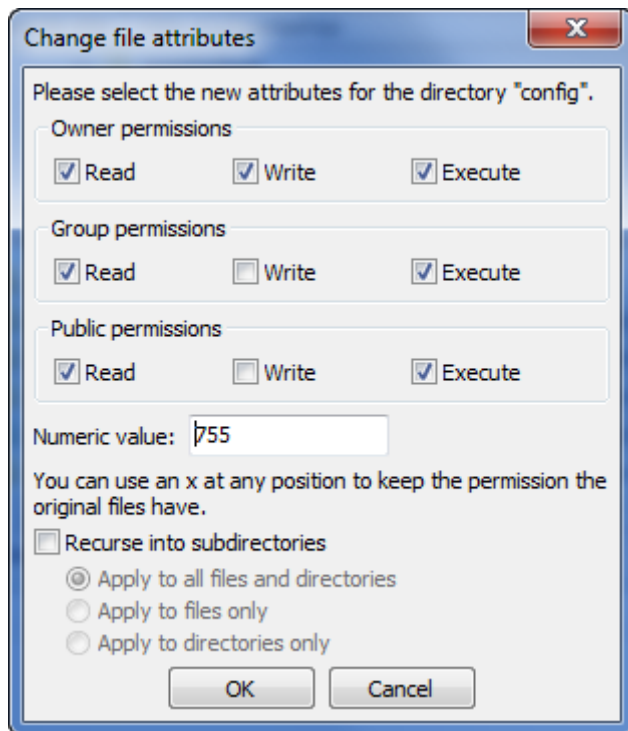 Change file attributes
Please select the new attributes for the directory "config".
Owner permissions
Read Write Execute
Group permissions
Read Write Execute
Public permissions
Read Write Execute
Numeric value: 755
You can use an x at any position to keep the permission the
original files have.
Recurse into subdirectories
Apply to all files and directories
Apply to files only
Apply to directories only
OK Cancel